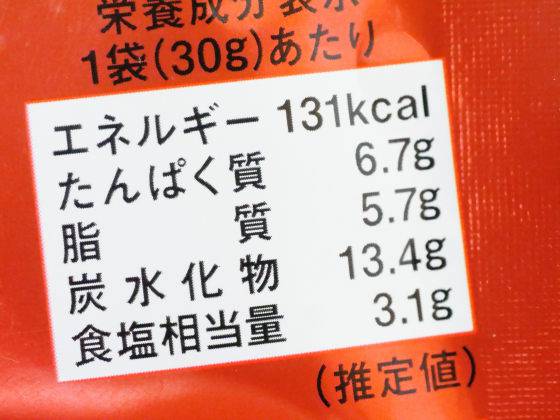 栄養成分表示
1袋(30g)あたり
エネルギー 131kcal
たんぱく質 6.7g
脂質 5.7g
炭水化物 13.4g
食塩相当量 3.1g
(推定値)